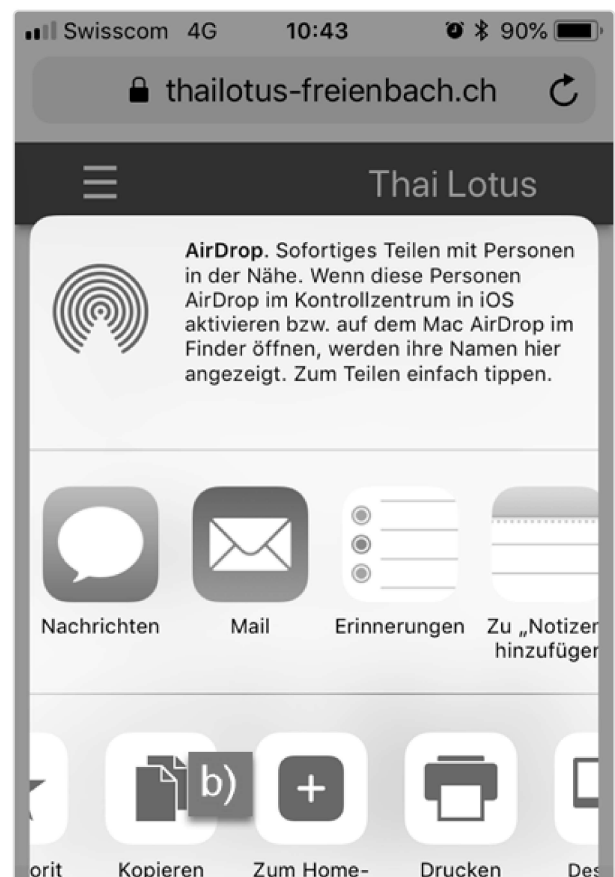 Swisscom 4G 10:43 90%
thailotus-freienbach.ch
Thai Lotus
AirDrop. Sofortiges Teilen mit Personen
in der Nähe. Wenn diese Personen
AirDrop im Kontrollzentrum in iOS
aktivieren bzw. auf dem Mac AirDrop im
Finder öffnen, werden ihre Namen hier
angezeigt. Zum Teilen einfach tippen.
Nachrichten Mail Erinnerungen Zu „Notizen
hinzufügen
b)
orit Kopieren Zum Home- Drucken Des